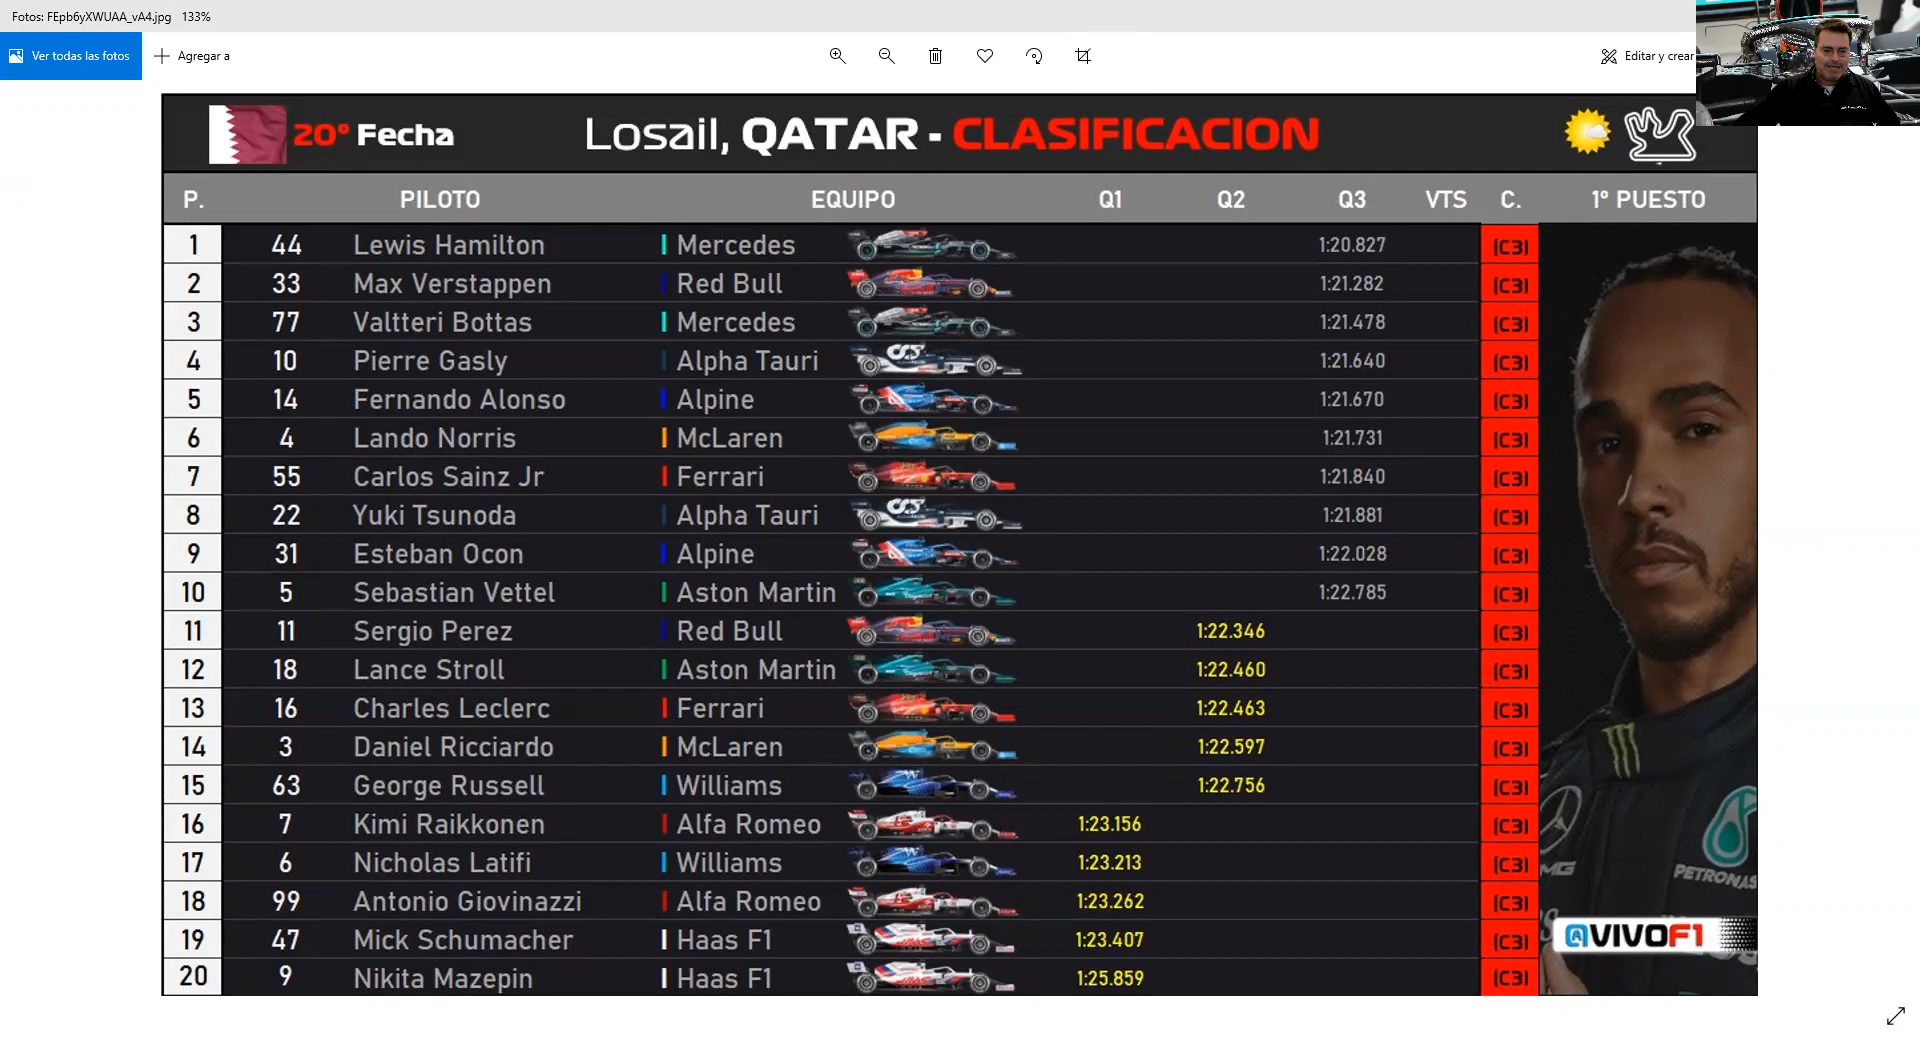 Fotos: FEpb6yXWUAA_vA4.jpg 133%
Ver todas las fotos Agregar a Editar y crear
20° Fecha Losail, QATAR - CLASIFICACION
P. PILOTO EQUIPO Q1 Q2 Q3 VTS C. 1º PUESTO
1 44 Lewis Hamilton Mercedes 1:20.827 (C3)
2 33 Max Verstappen Red Bull 1:21.282 (C3)
3 77 Valtteri Bottas Mercedes 1:21.478 (C3)
4 10 Pierre Gasly Alpha Tauri 1:21.640 (C3)
5 14 Fernando Alonso Alpine 1:21.670 (C3)
6 4 Lando Norris McLaren 1:21.731 (C3)
7 55 Carlos Sainz Jr Ferrari 1:21.840 (C3)
8 22 Yuki Tsunoda Alpha Tauri 1:21.881 (C3)
9 31 Esteban Ocon Alpine 1:22.028 (C3)
10 5 Sebastian Vettel Aston Martin 1:22.785 (C3)
11 11 Sergio Perez Red Bull 1:22.346 (C3)
12 18 Lance Stroll Aston Martin 1:22.460 (C3)
13 16 Charles Leclerc Ferrari 1:22.463 (C3)
14 3 Daniel Ricciardo McLaren 1:22.597 (C3)
15 63 George Russell Williams 1:22.756 (C3)
16 7 Kimi Raikkonen Alfa Romeo 1:23.156 (C3)
17 6 Nicholas Latifi Williams 1:23.213 (C3)
18 99 Antonio Giovinazzi Alfa Romeo 1:23.262 (C3)
19 47 Mick Schumacher Haas F1 1:23.407 (C3)
20 9 Nikita Mazepin Haas F1 1:25.859 (C3)
MG
PETRONAS
@VIVOF1